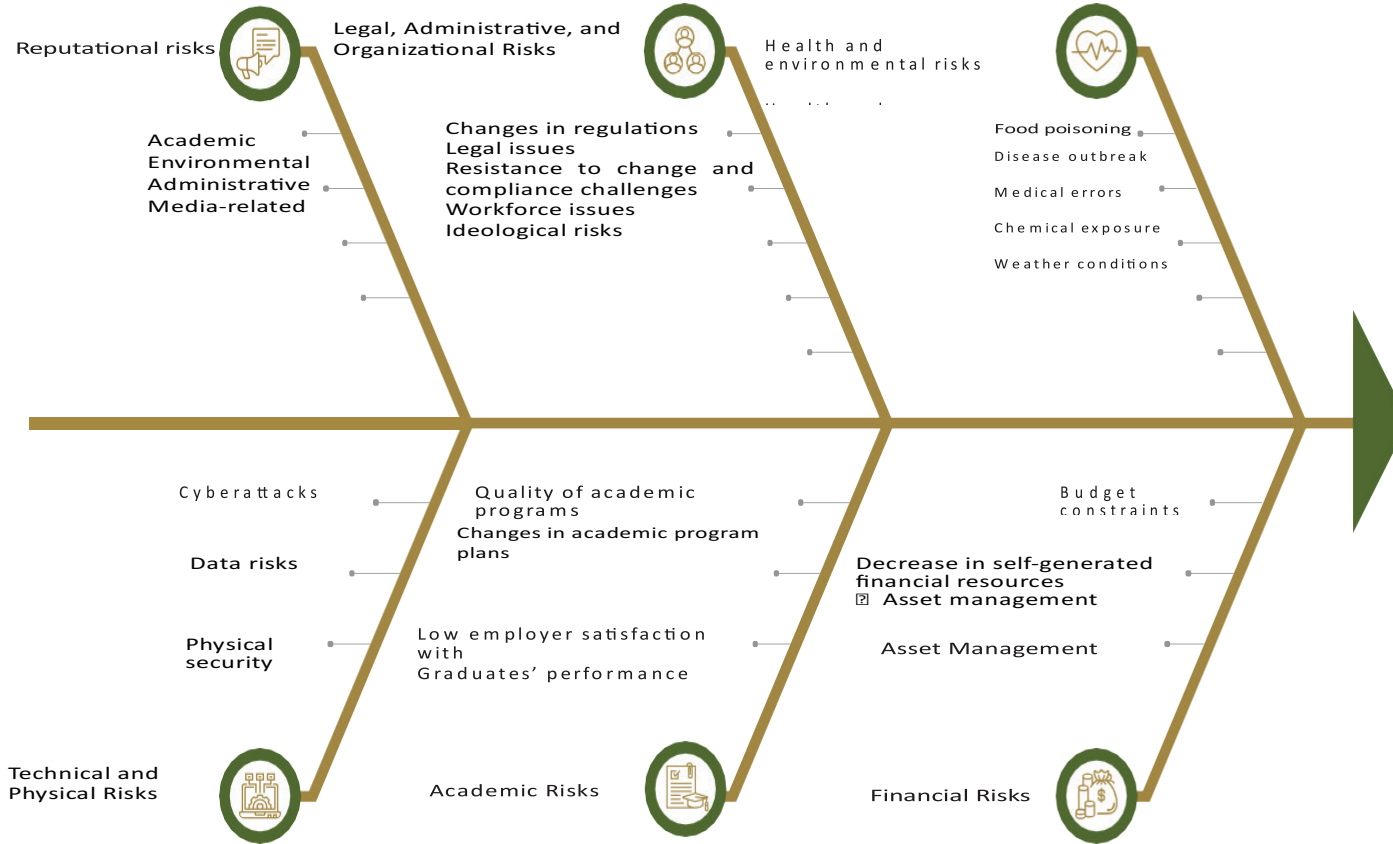 Reputational risks
Legal, Administrative, and
Organizational Risks
Health and
environmental risks
Academic
Environmental
Administrative
Media-related
Changes in regulations
Legal issues
Resistance to change and
compliance challenges
Workforce issues
Ideological risks
Food poisoning
Disease outbreak
Medical errors
Chemical exposure
Weather conditions
Cyberattacks
Data risks
Physical
security
Quality of academic
programs
Changes in academic program
plans
Low employer satisfaction
with
Graduates’ performance
Budget
constraints
Decrease in self-generated
financial resources
⍰ Asset management
Asset Management
Technical and
Physical Risks
Academic Risks
Financial Risks
$